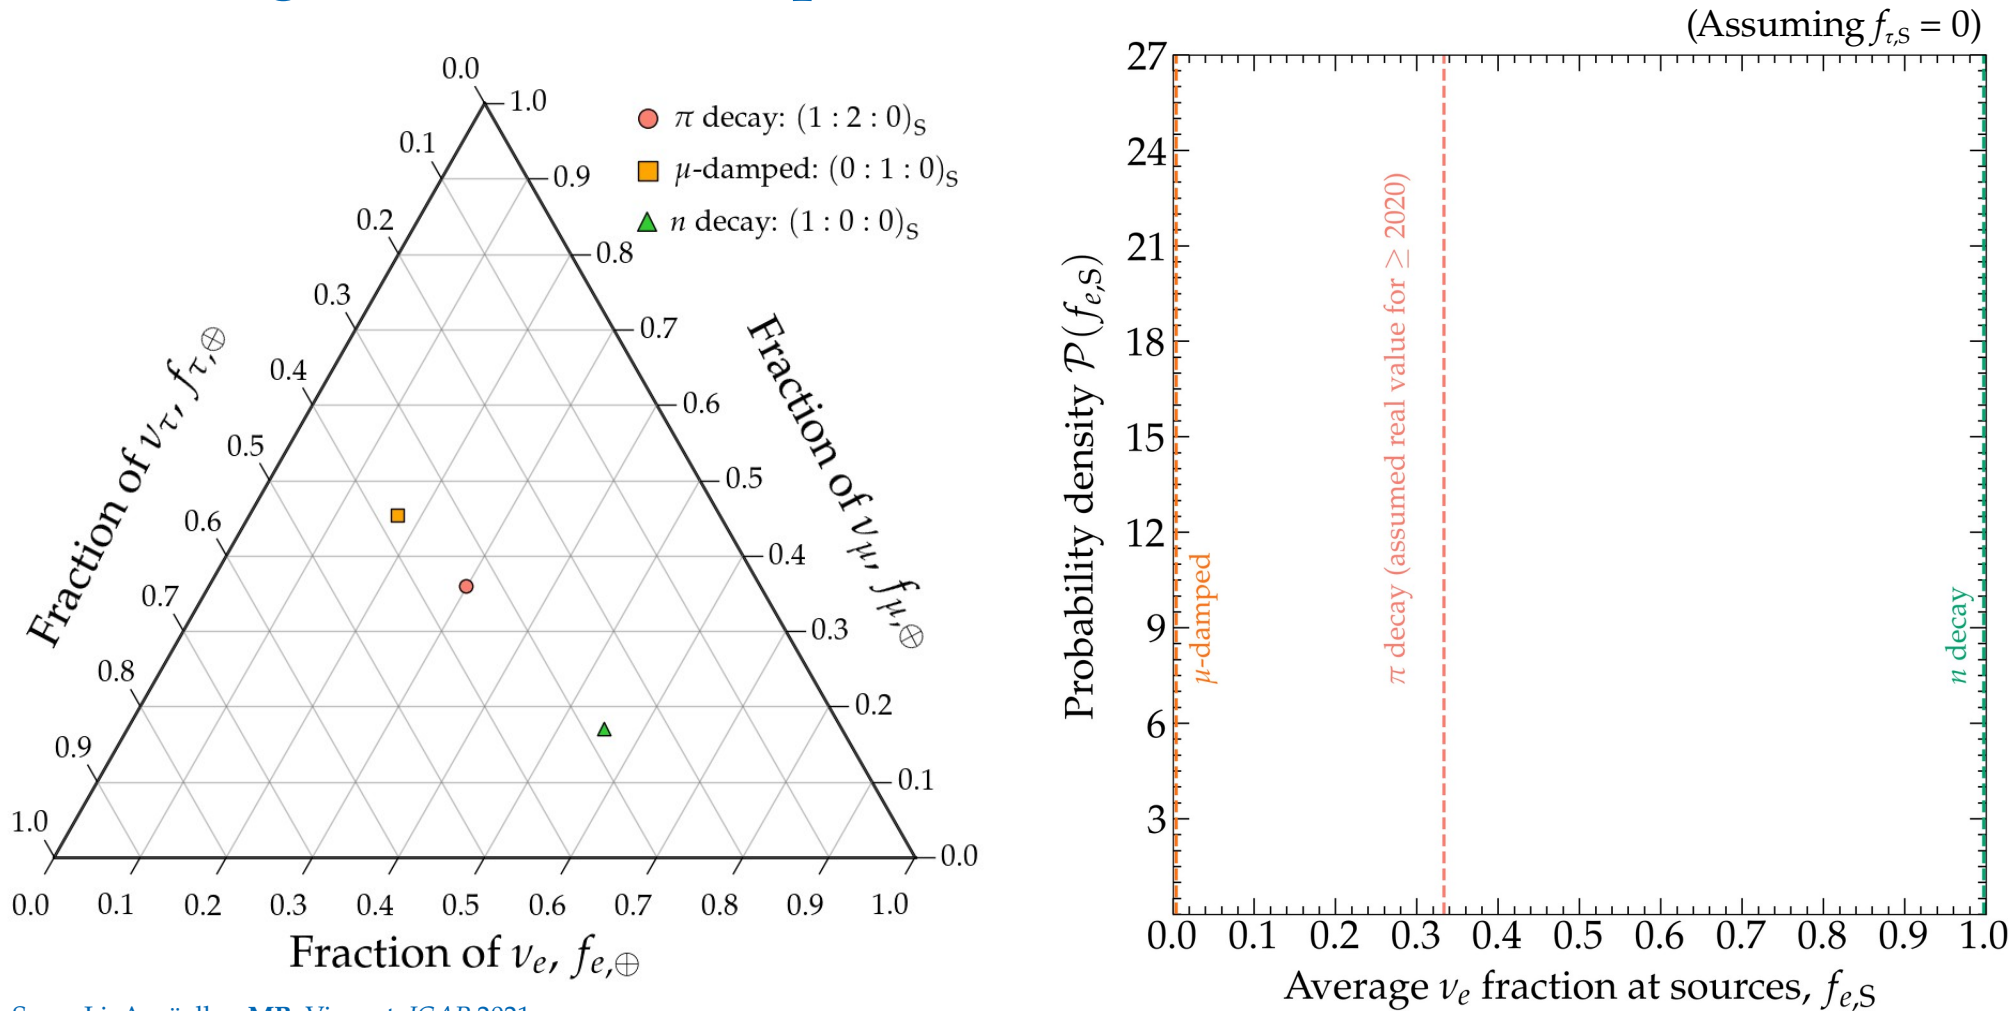 0.0
0.1
0.2
0.3
0.4
0.5
0.6
0.7
0.8
0.9
1.0
Fraction of ντ, fτ,⊕
1.0
0.9
0.8
0.7
0.6
0.5
0.4
0.3
0.2
0.1
0.0
Fraction of νμ, fμ,⊕
π decay: (1 : 2 : 0)S
μ-damped: (0 : 1 : 0)S
n decay: (1 : 0 : 0)S
0.0 0.1 0.2 0.3 0.4 0.5 0.6 0.7 0.8 0.9 1.0
Fraction of νe, fe,⊕
MB
2021
(Assuming fτ,S = 0)
27
24
21
18
15
12
9
6
3
0
Probability density P(fe,S)
μ-damped
π decay (assumed real value for ≥ 2020)
n decay
0.0 0.1 0.2 0.3 0.4 0.5 0.6 0.7 0.8 0.9 1.0
Average νe fraction at sources, fe,S